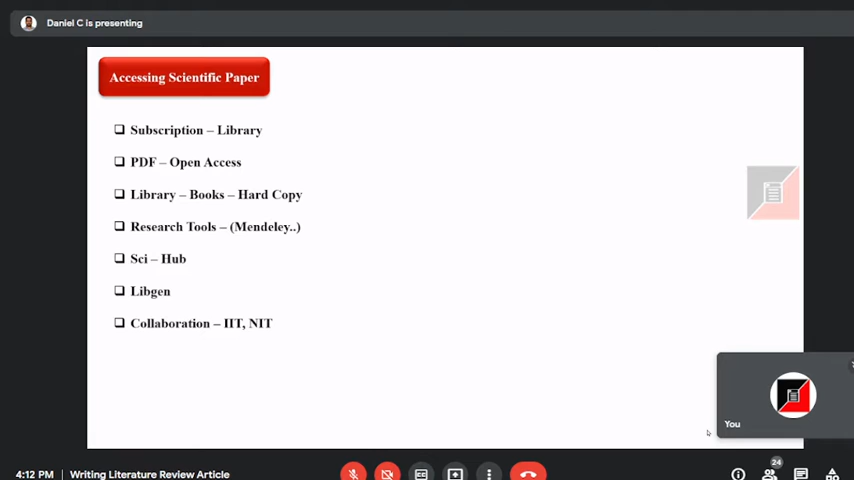 Daniel C is presenting
Accessing Scientific Paper
Subscription – Library
PDF – Open Access
Library – Books – Hard Copy
Research Tools – (Mendeley..)
Sci – Hub
Libgen
Collaboration – IIT, NIT
You
24
4:12 PM | Writing Literature Review Article